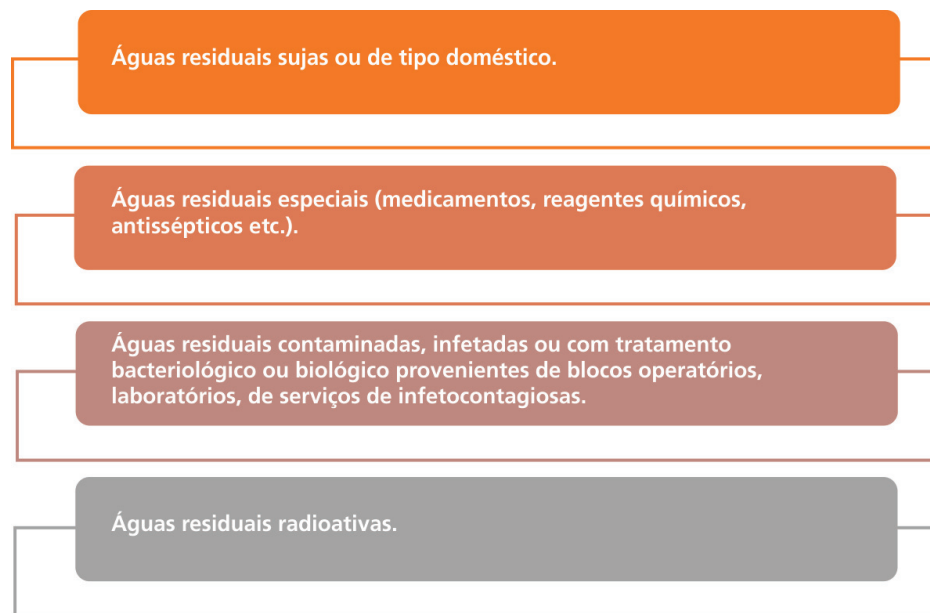 Águas residuais sujas ou de tipo doméstico.
Águas residuais especiais (medicamentos, reagentes químicos,
antissépticos etc.).
Águas residuais contaminadas, infetadas ou com tratamento
bacteriológico ou biológico provenientes de blocos operatórios,
laboratórios, de serviços de infetocontagiosas.
Águas residuais radioativas.